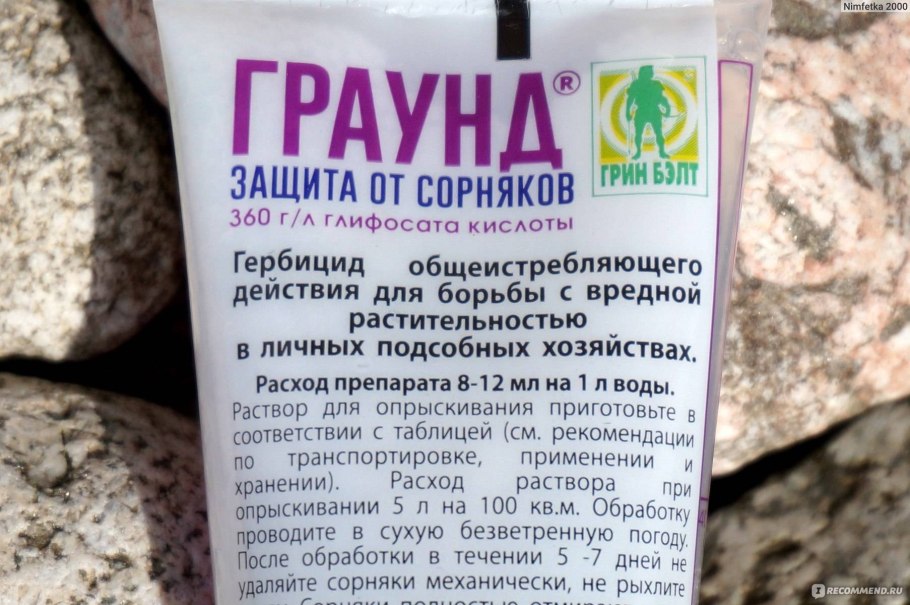 Nimfetka 2000
ГРАУНД®
ГРИН БЭЛТ
ЗАЩИТА ОТ СОРНЯКОВ
360 г/л глифосата кислоты
Гербицид общеистребляющего
действия для борьбы с вредной
растительностью
в личных подсобных хозяйствах.
Расход препарата 8-12 мл на 1 л воды.
Раствор для опрыскивания приготовьте в
соответствии с таблицей (см. рекомендации
по транспортировке, применении и
хранении). Расход раствора при
опрыскивании 5 л на 100 кв.м. Обработку
проводите в сухую безветренную погоду.
После обработки в течении 5 -7 дней не
удаляйте сорняки механически, не рыхлите
Сорняки полностью
IRECOMMEND.RU